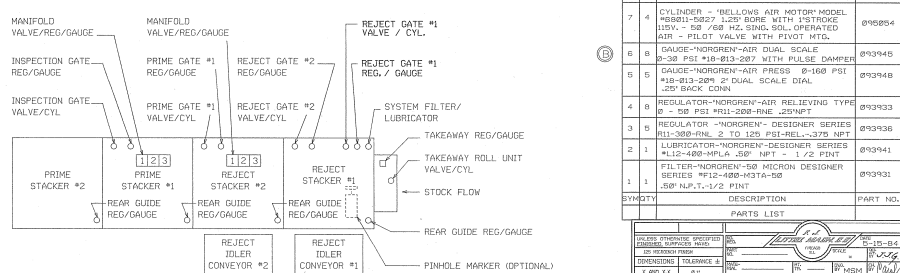 MANIFOLD
VALVE/REG/GAUGE
MANIFOLD
VALVE/REG/GAUGE
REJECT GATE #1
VALVE / CYL.
INSPECTION GATE
REG/GAUGE
PRIME GATE #1
REG/GAUGE
REJECT GATE #2
REG/GAUGE
REJECT GATE #1
REG./ GAUGE
INSPECTION GATE
VALVE/CYL
PRIME GATE #1
VALVE/CYL
REJECT GATE #2
VALVE/CYL
SYSTEM FILTER/
LUBRICATOR
TAKEAWAY REG/GAUGE
TAKEAWAY ROLL UNIT
VALVE/CYL
STOCK FLOW
1 2 3
1 2 3
PRIME
STACKER #2
PRIME
STACKER #1
REJECT
STACKER #2
REJECT
STACKER #1
REAR GUIDE
REG/GAUGE
REAR GUIDE
REG/GAUGE
REAR GUIDE
REG/GAUGE
REAR GUIDE REG/GAUGE
REJECT
IDLER
CONVEYOR #2
REJECT
IDLER
CONVEYOR #1
PINHOLE MARKER (OPTIONAL)
7 4 CYLINDER - 'BELLOWS AIR MOTOR' MODEL
#B8011-5027 1.25' BORE WITH 1'STROKE 095054
115V. - 50 /60 HZ. SING. SOL. OPERATED
AIR - PILOT VALVE WITH PIVOT MTG.
B 6 8 GAUGE-'NORGREN'-AIR DUAL SCALE 093945
0-30 PSI #18-013-207 WITH PULSE DAMPER
5 5 GAUGE-'NORGREN'-AIR PRESS 0-160 PSI 093948
#18-013-209 2' DUAL SCALE DIAL
.25' BACK CONN
4 8 REGULATOR-'NORGREN'-AIR RELIEVING TYPE 093933
0 - 50 PSI #R11-200-RNE .25'NPT
3 5 REGULATOR -'NORGREN'- DESIGNER SERIES 093936
R11-300-RNL 2 TO 125 PSI-REL.-.375 NPT
2 1 LUBRICATOR-'NORGREN'-DESIGNER SERIES 093941
#L12-400-MPLA .50' NPT - 1 /2 PINT
1 1 FILTER-'NORGREN'-50 MICRON DESIGNER 093931
SERIES #F12-400-M3TA-50
.50' N.P.T.-1/2 PINT
SYM QTY DESCRIPTION PART NO.
PARTS LIST
UNLESS OTHERWISE SPECIFIED
FINISHED SURFACES HAVE:
125 MICROINCH FINISH
DIMENSIONS TOLERANCE ±
SCALE
DATE
5-15-84
MSM